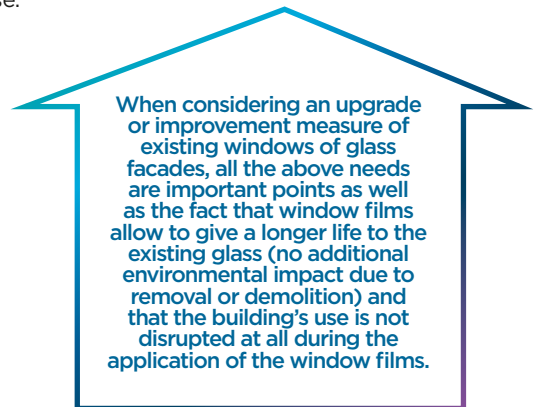 se.
When considering an upgrade
or improvement measure of
existing windows of glass
facades, all the above needs
are important points as well
as the fact that window films
allow to give a longer life to the
existing glass (no additional
environmental impact due to
removal or demolition) and
that the building's use is not
disrupted at all during the
application of the window films.